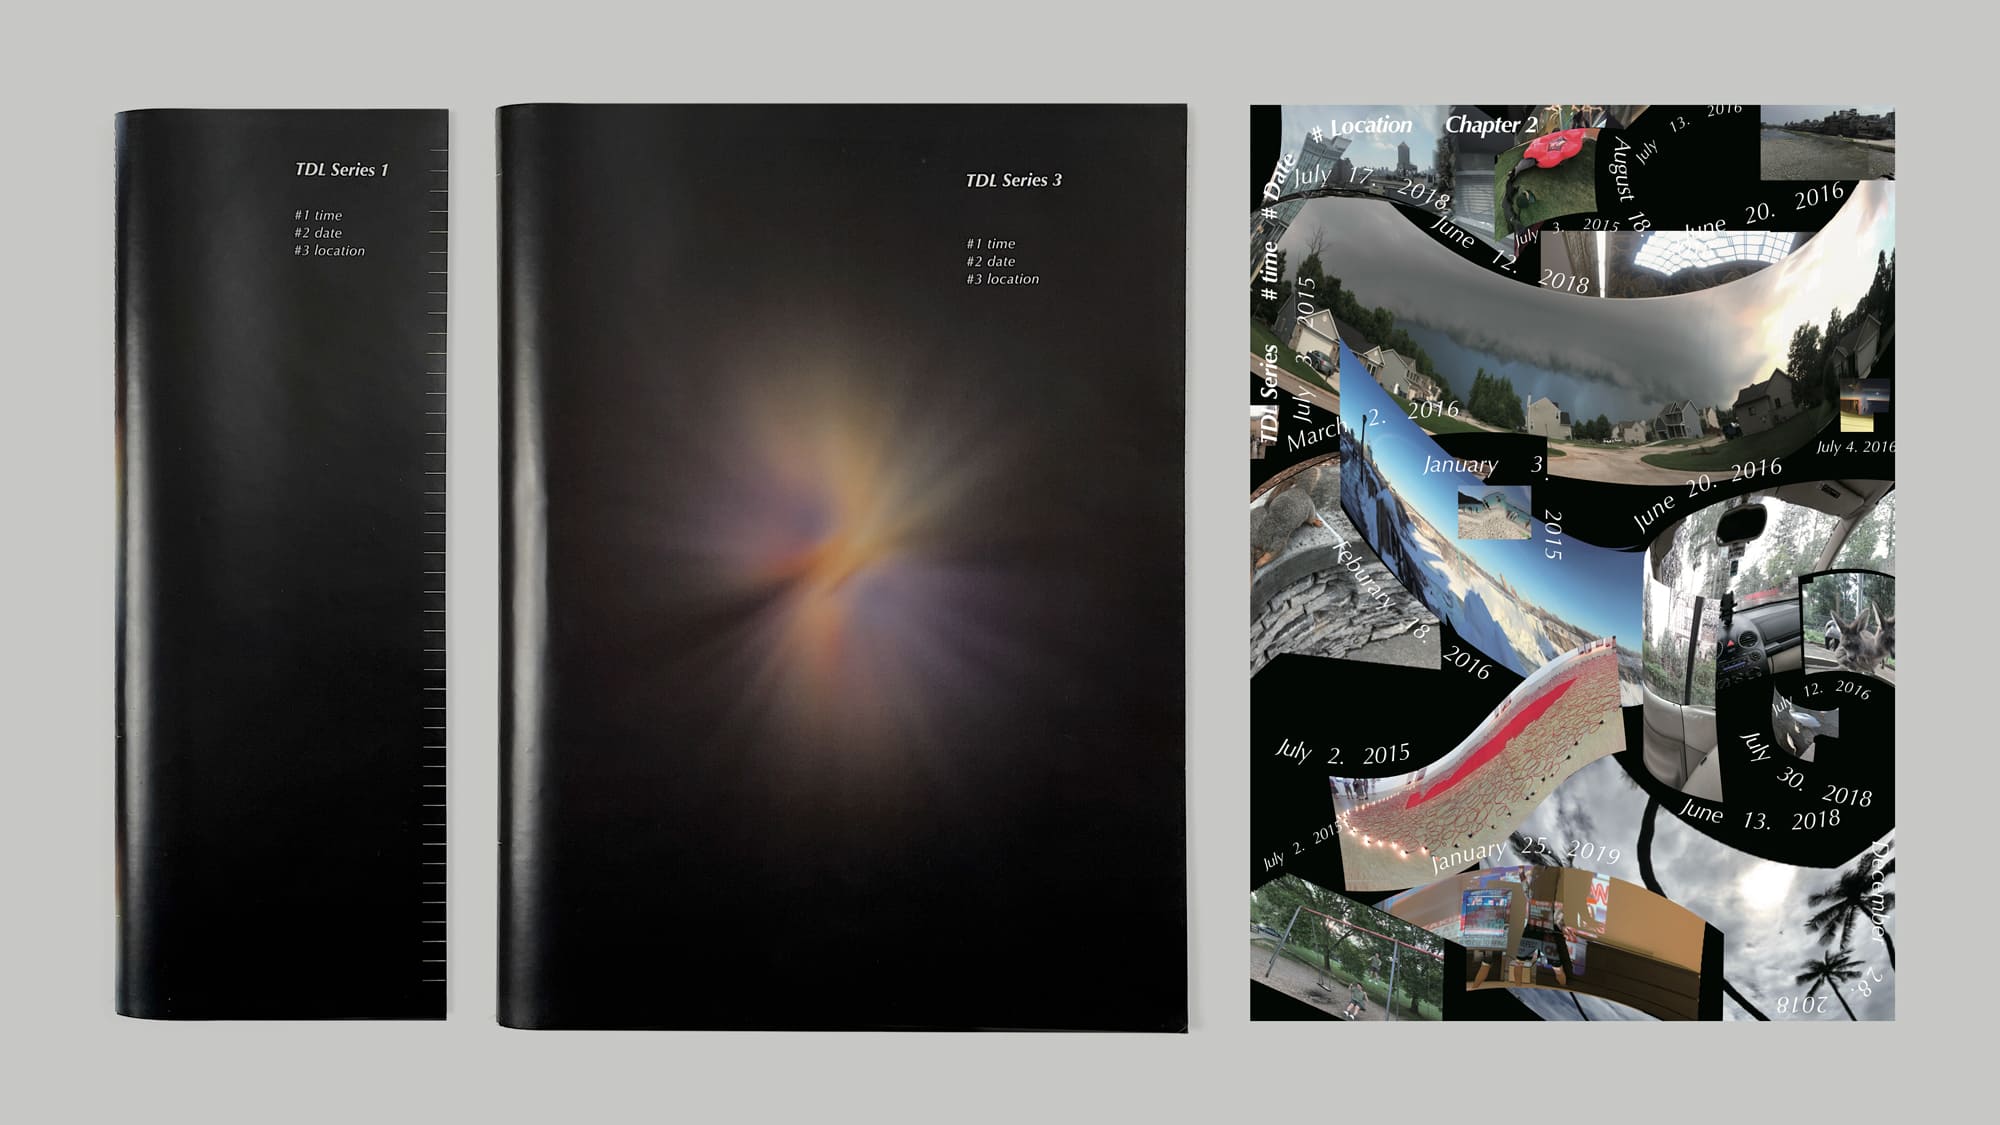 TDL Series 1
#1 time
#2 date
#3 location
TDL Series 3
#1 time
#2 date
#3 location
TDL Series # time # Date # Location Chapter 2
July 17. 2018
June 12. 2018
July 3. 2015
August 18.
July 13. 2016
June 20. 2016
July 3. 2015
March 2. 2016
July 4. 2016
January 3. 2015
June 20. 2016
Feburary 18. 2016
July 12. 2016
July 30. 2018
June 13. 2018
July 2. 2015
July 2. 2015
January 25. 2019
December 28. 2018